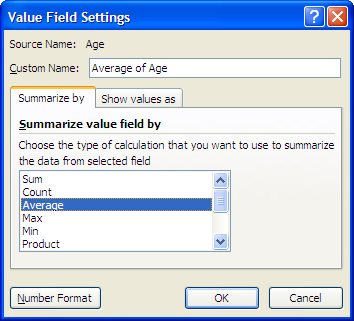 Value Field Settings
Source Name: Age
Custom Name: Average of Age
Summarize by Show values as
Summarize value field by
Choose the type of calculation that you want to use to summarize
the data from selected field
Sum
Count
Average
Max
Min
Product
Number Format OK Cancel